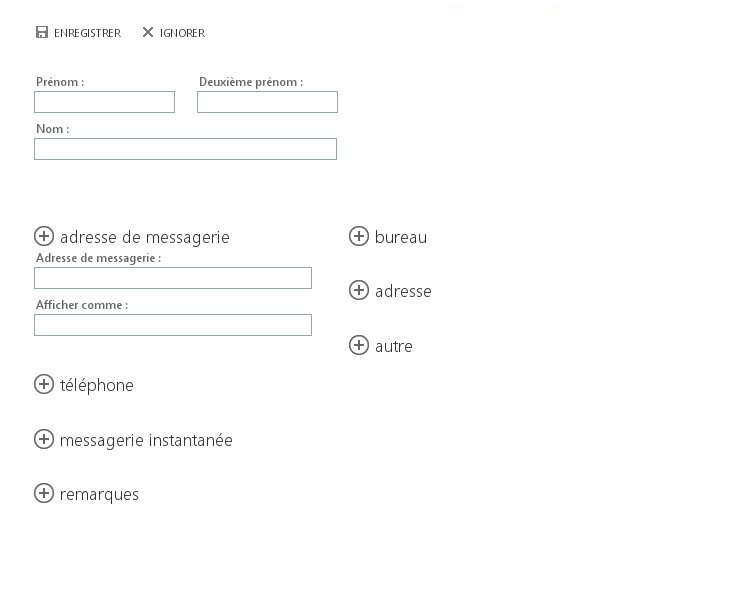 ENREGISTRER IGNORER
Prénom : Deuxième prénom :
Nom :
adresse de messagerie
Adresse de messagerie :
Afficher comme :
téléphone
messagerie instantanée
remarques
bureau
adresse
autre